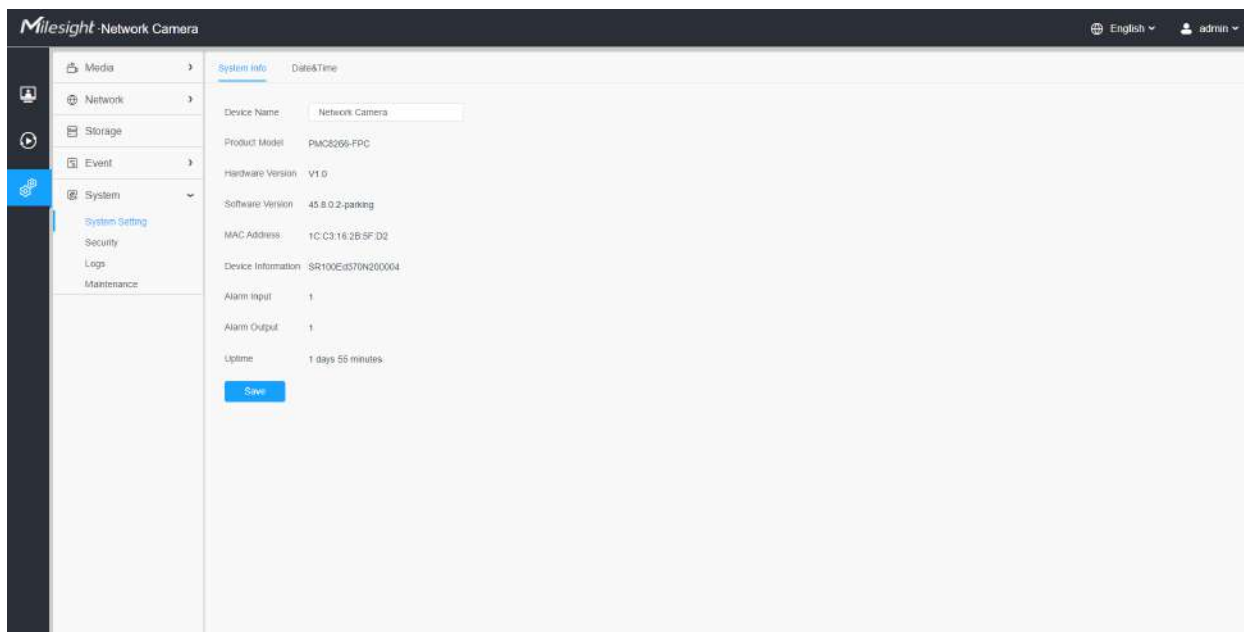 Milesight Network Camera
English
admin
Media
Network
Storage
Event
System
System Setting
Security
Logs
Maintenance
System Info
Date&Time
Device Name Network Camera
Product Model PMC8266-FPC
Hardware Version V1.0
Software Version 45.8.0.2-parking
MAC Address 1C:C3:16:2B:5F:D2
Device Information SR100Ed570N200004
Alarm Input 1
Alarm Output 1
Uptime 1 days 55 minutes
Save